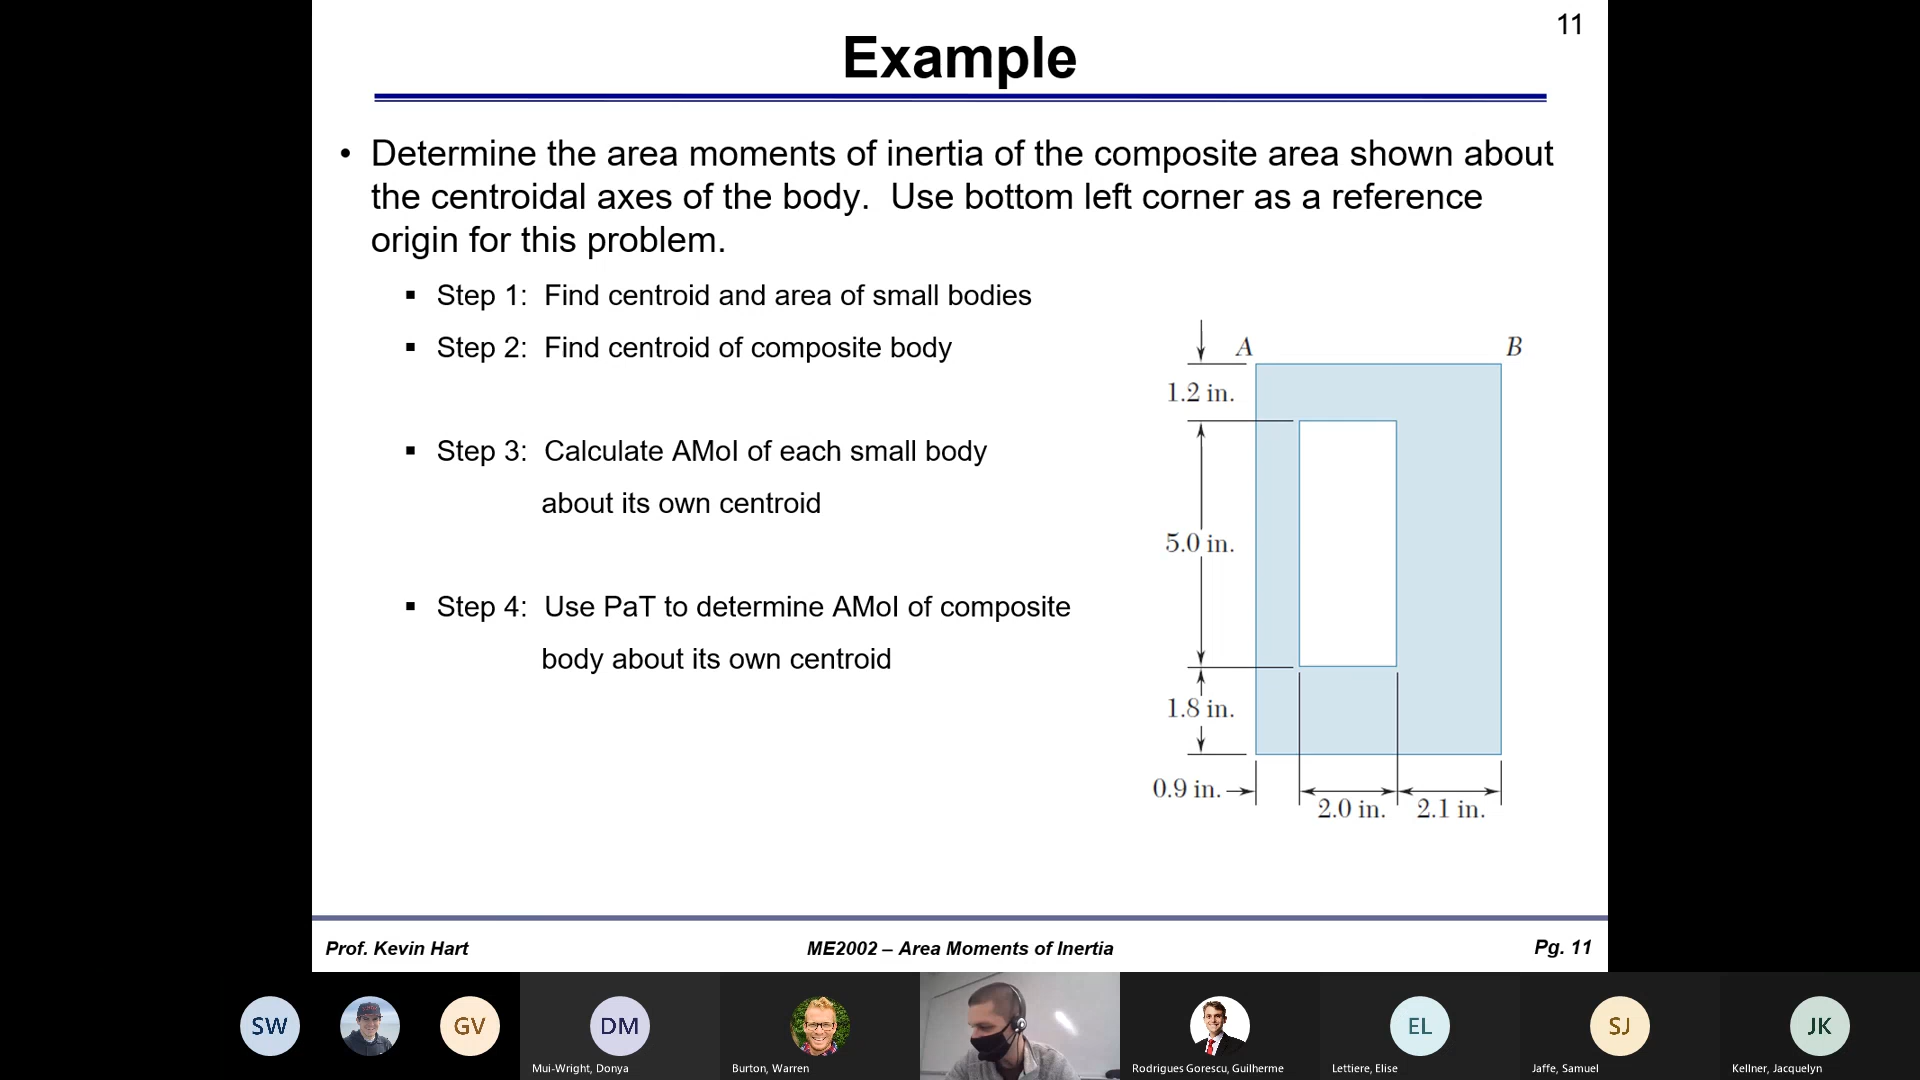 11
Example
• Determine the area moments of inertia of the composite area shown about
the centroidal axes of the body.  Use bottom left corner as a reference
origin for this problem.
▪ Step 1:  Find centroid and area of small bodies
▪ Step 2:  Find centroid of composite body
▪ Step 3:  Calculate AMoI of each small body
about its own centroid
▪ Step 4:  Use PaT to determine AMoI of composite
body about its own centroid
A
B
1.2 in.
5.0 in.
1.8 in.
0.9 in.
2.0 in.
2.1 in.
Prof. Kevin Hart
ME2002 – Area Moments of Inertia
Pg. 11
SW
GV
DM
EL
SJ
JK
Mui-Wright, Donya
Burton, Warren
Rodrigues Gorescu, Guilherme
Lettiere, Elise
Jaffe, Samuel
Kellner, Jacquelyn